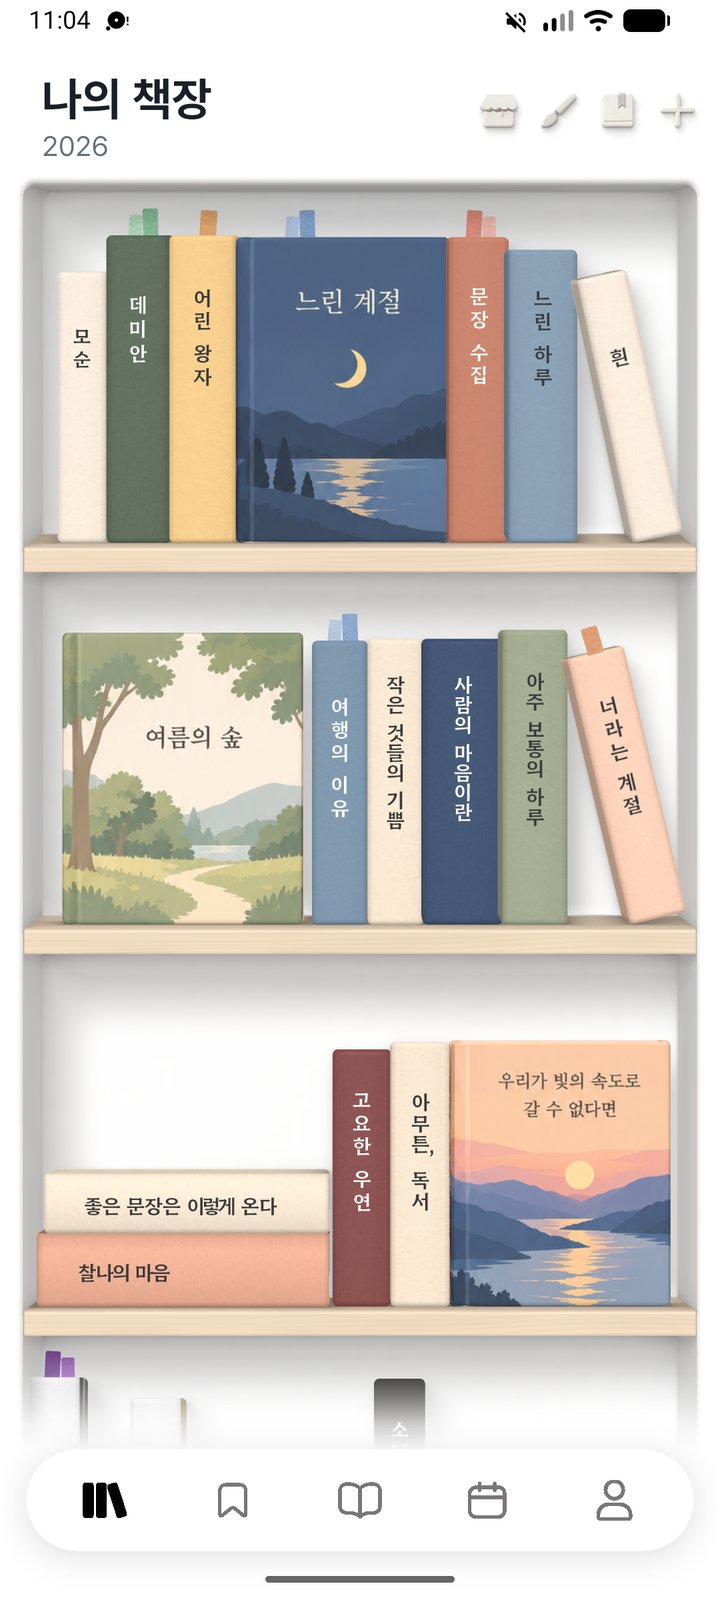 11:04
나의 책장
2026
모순
데미안
어린 왕자
느린 계절
문장 수집
느린 하루
흰
여름의 숲
여행의 이유
작은 것들의 기쁨
사람의 마음이란
아주 보통의 하루
너라는 계절
좋은 문장은 이렇게 온다
찰나의 마음
고요한 우연
아무튼, 독서
우리가 빛의 속도로
갈 수 없다면
소